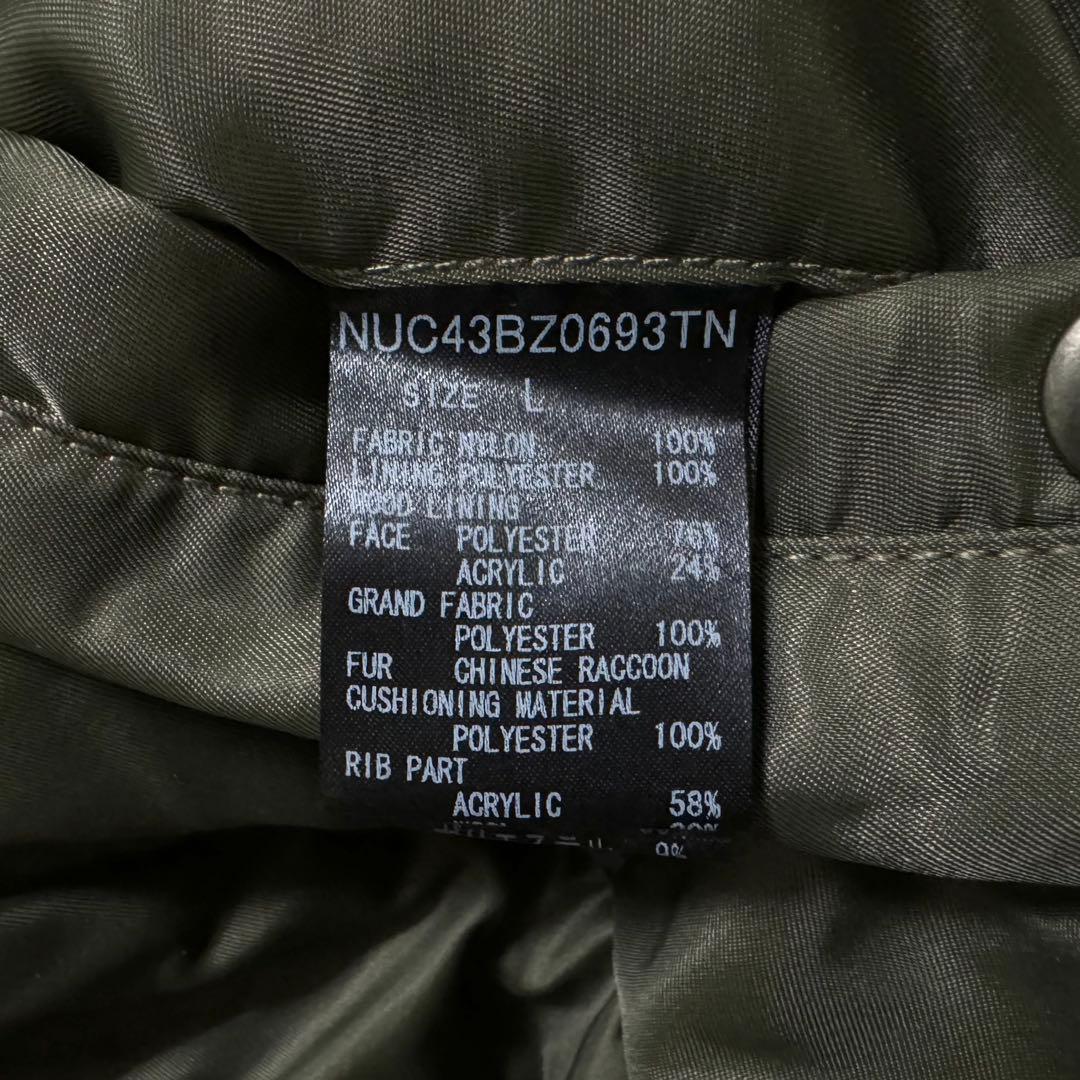 NUC43BZ0693TN
SIZE L
FABRIC NYLON 100%
LINING POLYESTER 100%
HOOD LINING
FACE POLYESTER 76%
ACRYLIC 24%
GRAND FABRIC
POLYESTER 100%
FUR CHINESE RACCOON
CUSHIONING MATERIAL
POLYESTER 100%
RIB PART
ACRYLIC 58%